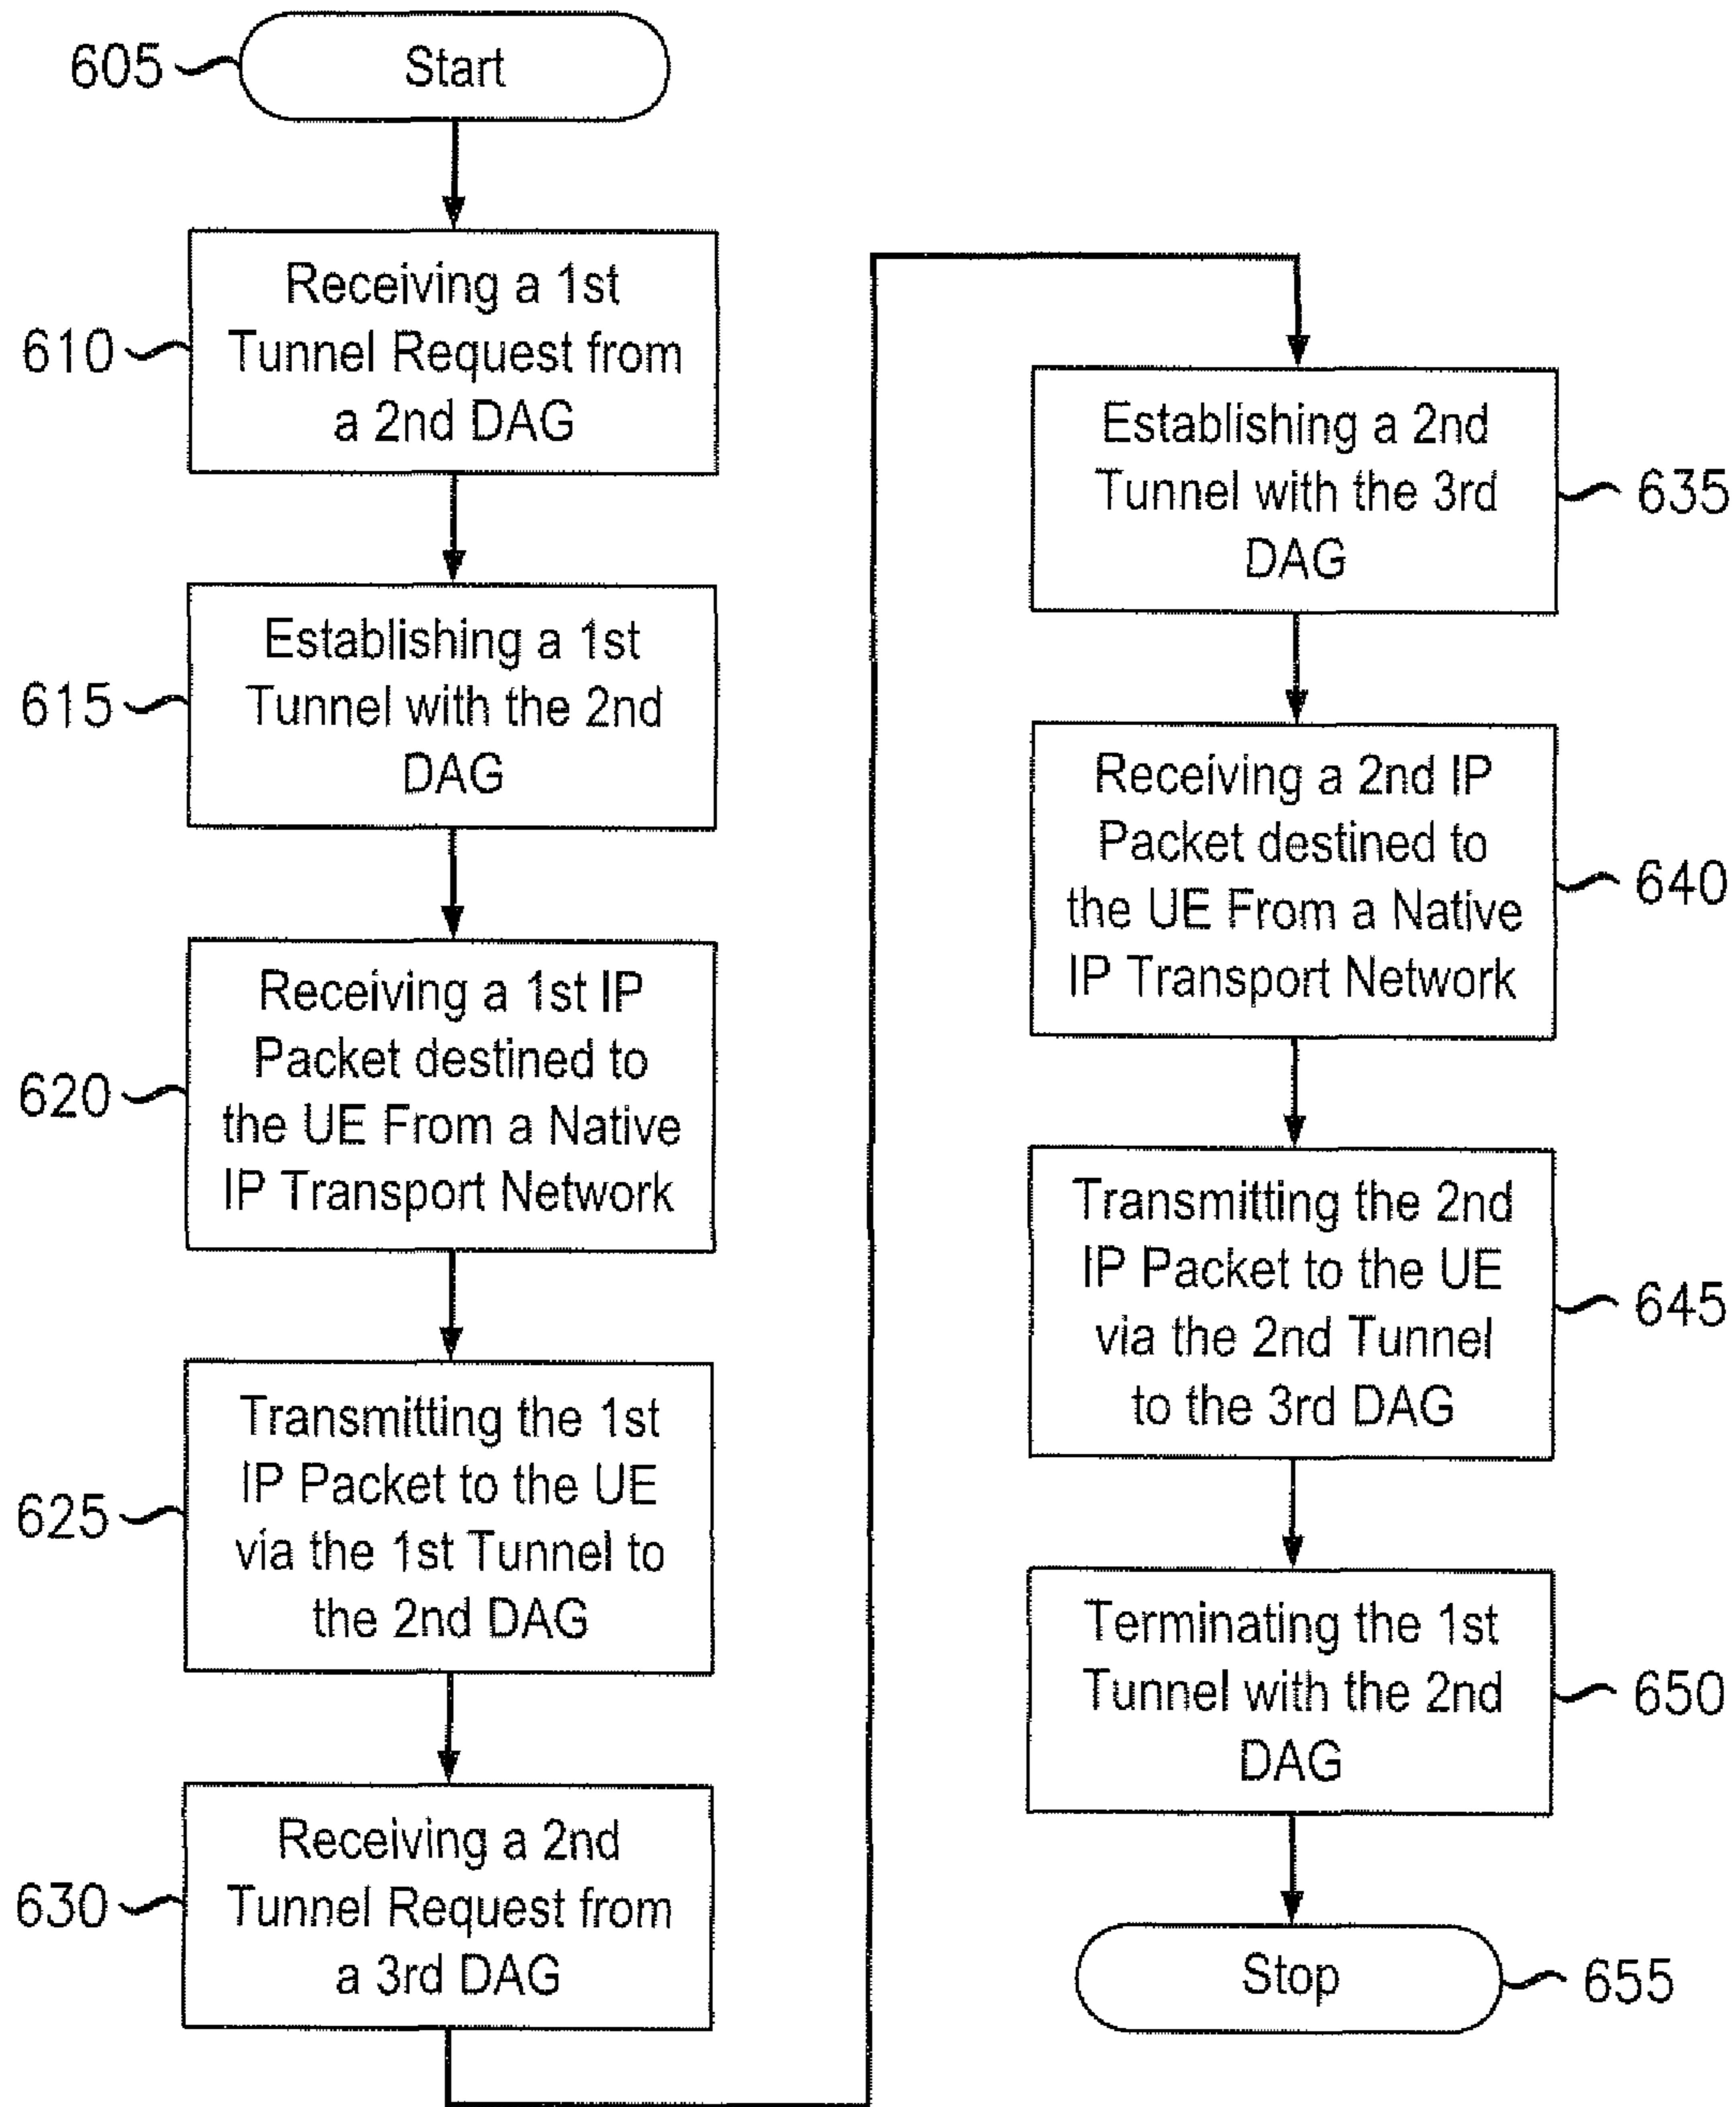 605
Start
610
Receiving a 1st
Tunnel Request from
a 2nd DAG
615
Establishing a 1st
Tunnel with the 2nd
DAG
620
Receiving a 1st IP
Packet destined to
the UE From a Native
IP Transport Network
625
Transmitting the 1st
IP Packet to the UE
via the 1st Tunnel to
the 2nd DAG
630
Receiving a 2nd
Tunnel Request from
a 3rd DAG
Establishing a 2nd
Tunnel with the 3rd
DAG
635
Receiving a 2nd IP
Packet destined to
the UE From a Native
IP Transport Network
640
Transmitting the 2nd
IP Packet to the UE
via the 2nd Tunnel
to the 3rd DAG
645
Terminating the 1st
Tunnel with the 2nd
DAG
650
Stop
655